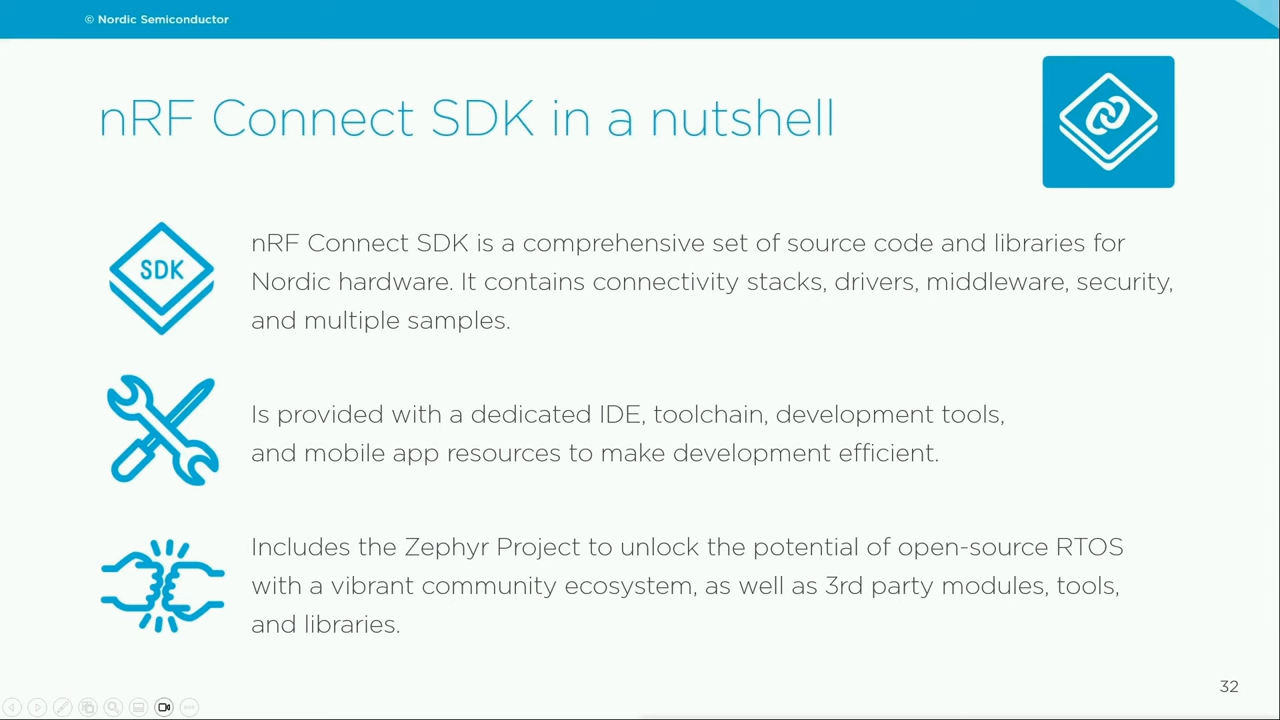 © Nordic Semiconductor
nRF Connect SDK in a nutshell
SDK
nRF Connect SDK is a comprehensive set of source code and libraries for
Nordic hardware. It contains connectivity stacks, drivers, middleware, security,
and multiple samples.
Is provided with a dedicated IDE, toolchain, development tools,
and mobile app resources to make development efficient.
Includes the Zephyr Project to unlock the potential of open-source RTOS
with a vibrant community ecosystem, as well as 3rd party modules, tools,
and libraries.
32